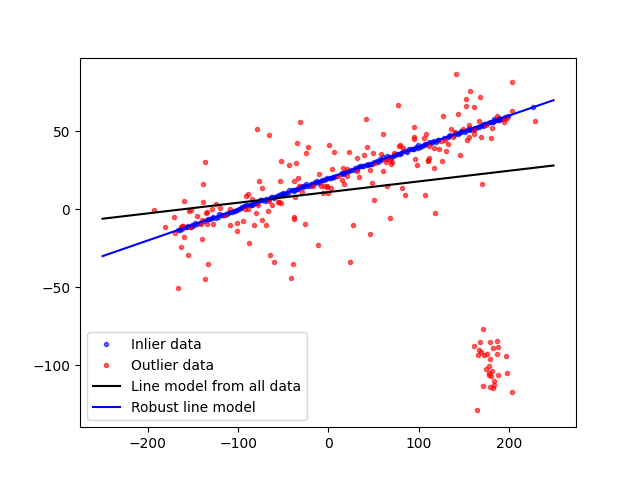 50
0
−50
−100
Inlier data
Outlier data
Line model from all data
Robust line model
−200
−100
0
100
200